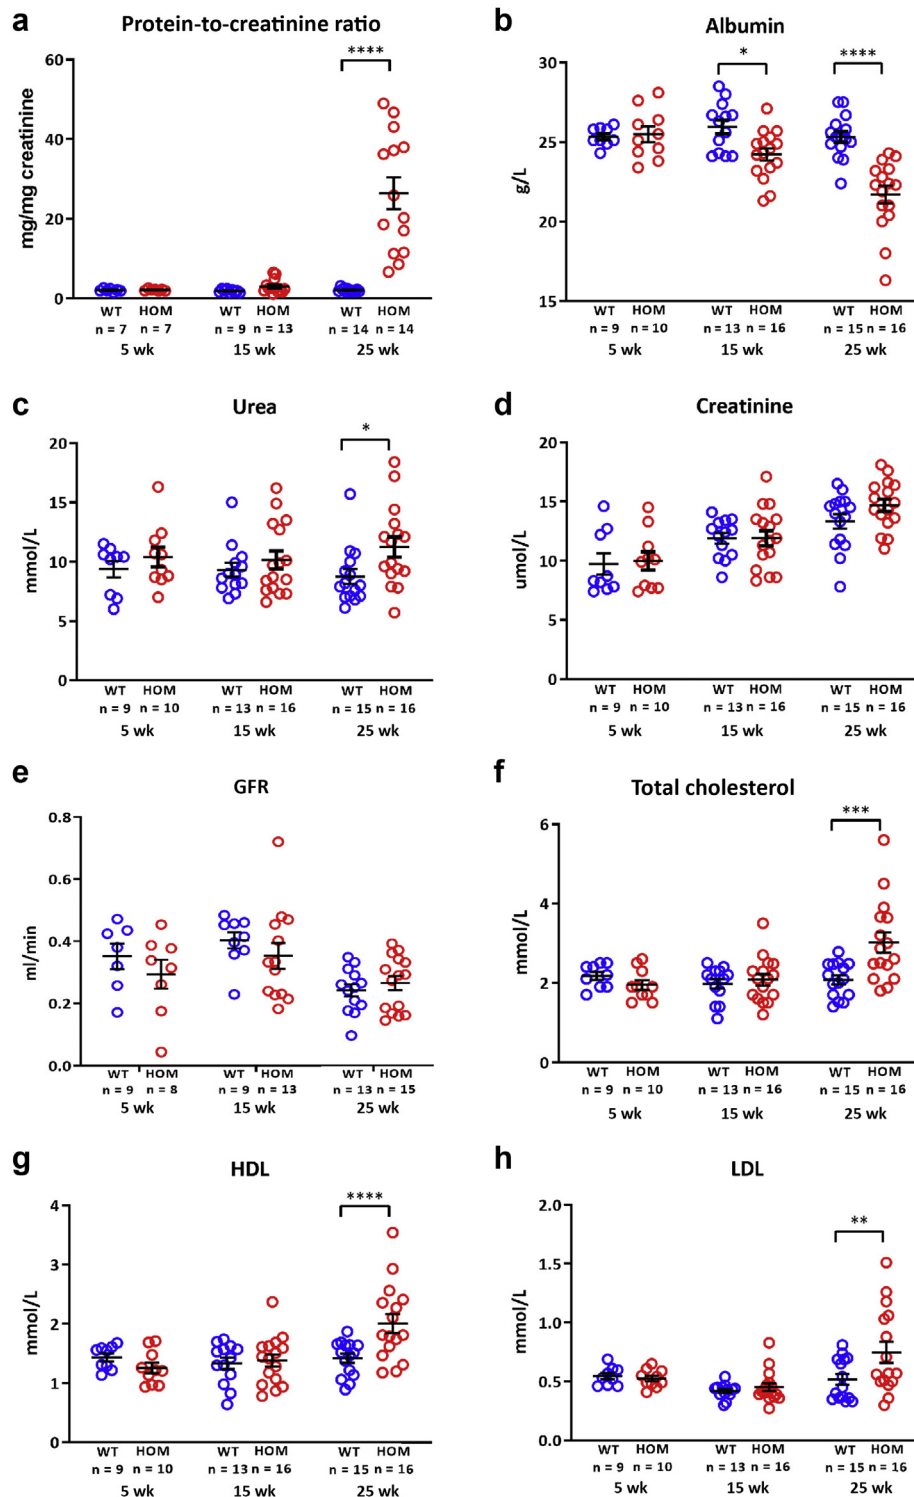 a
Protein-to-creatinine ratio
mg/mg creatinine
60
40
20
0
****
WT HOM WT HOM WT HOM
n = 7 n = 7 n = 9 n = 13 n = 14 n = 14
5 wk 15 wk 25 wk
b
Albumin
g/L
30
25
20
15
* ****
WT HOM WT HOM WT HOM
n = 9 n = 10 n = 13 n = 16 n = 15 n = 16
5 wk 15 wk 25 wk
c
Urea
mmol/L
20
15
10
5
0
*
WT HOM WT HOM WT HOM
n = 9 n = 10 n = 13 n = 16 n = 15 n = 16
5 wk 15 wk 25 wk
d
Creatinine
umol/L
20
15
10
5
0
WT HOM WT HOM WT HOM
n = 9 n = 10 n = 13 n = 16 n = 15 n = 16
5 wk 15 wk 25 wk
e
GFR
ml/min
0.8
0.6
0.4
0.2
0.0
WT HOM WT HOM WT HOM
n = 9 n = 8 n = 9 n = 13 n = 13 n = 15
5 wk 15 wk 25 wk
f
Total cholesterol
mmol/L
6
4
2
0
***
WT HOM WT HOM WT HOM
n = 9 n = 10 n = 13 n = 16 n = 15 n = 16
5 wk 15 wk 25 wk
g
HDL
mmol/L
4
3
2
1
0
****
WT HOM WT HOM WT HOM
n = 9 n = 10 n = 13 n = 16 n = 15 n = 16
5 wk 15 wk 25 wk
h
LDL
mmol/L
2.0
1.5
1.0
0.5
0.0
**
WT HOM WT HOM WT HOM
n = 9 n = 10 n = 13 n = 16 n = 15 n = 16
5 wk 15 wk 25 wk